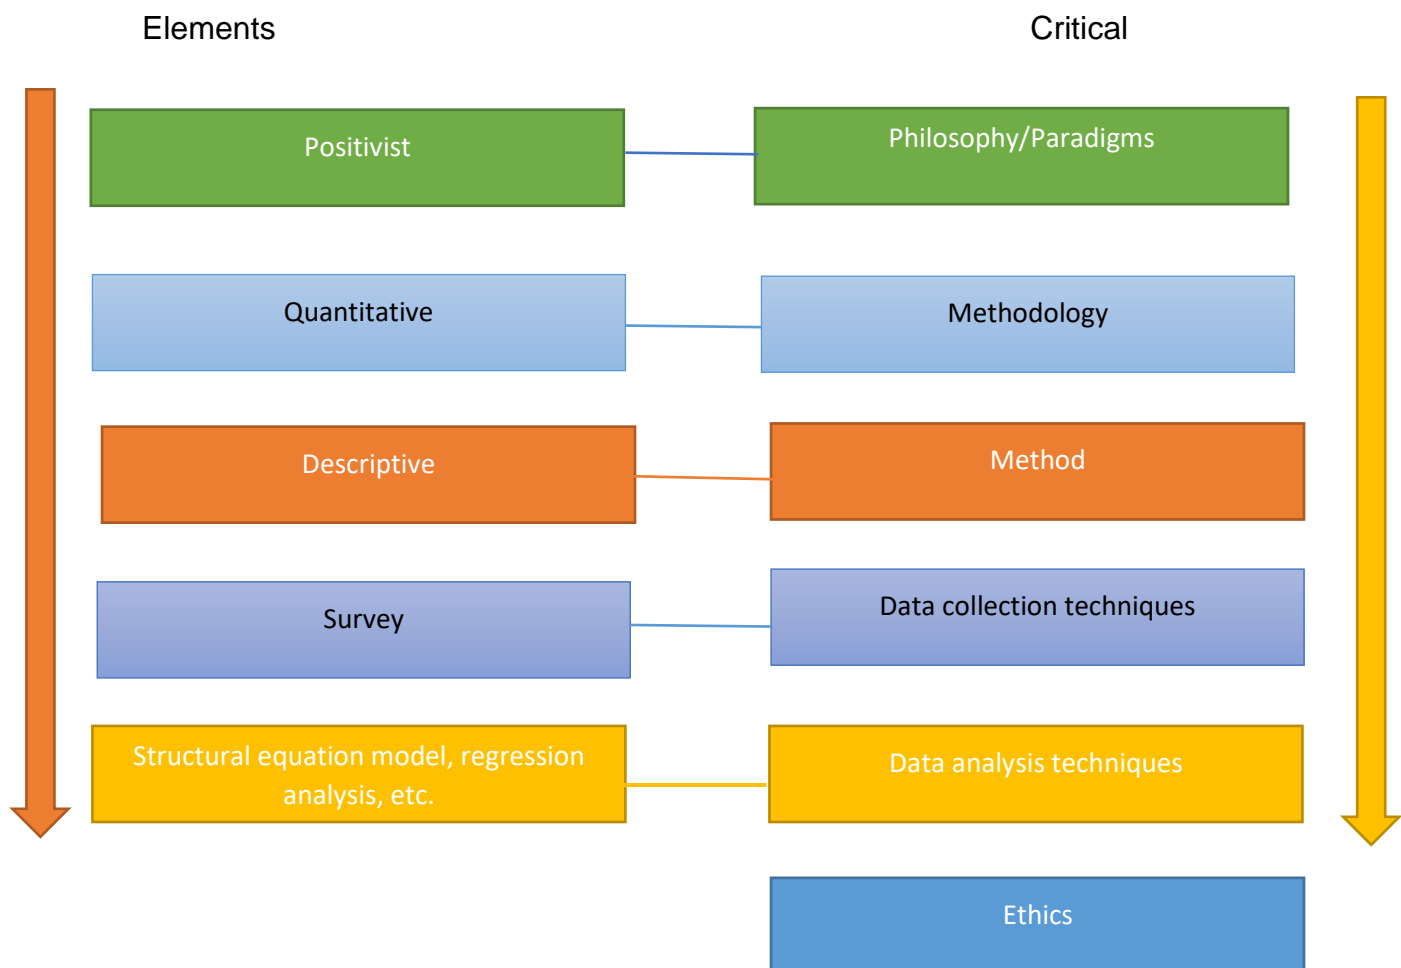 Elements
Critical
Positivist
Philosophy/Paradigms
Quantitative
Methodology
Descriptive
Method
Survey
Data collection techniques
Structural equation model, regression
analysis, etc.
Data analysis techniques
Ethics